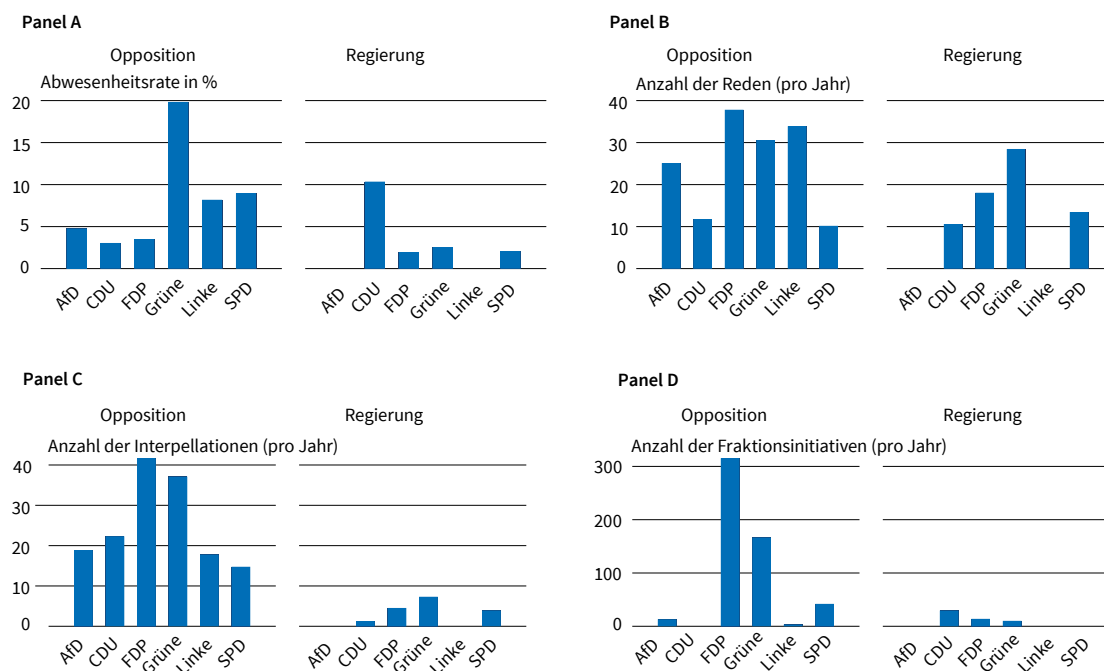 Panel A
Opposition
Regierung
Abwesenheitsrate in %
20
15
10
5
0
AfD
CDU
FDP
Grüne
Linke
SPD
AfD
CDU
FDP
Grüne
Linke
SPD
Panel B
Opposition
Regierung
Anzahl der Reden (pro Jahr)
40
30
20
10
0
AfD
CDU
FDP
Grüne
Linke
SPD
AfD
CDU
FDP
Grüne
Linke
SPD
Panel C
Opposition
Regierung
Anzahl der Interpellationen (pro Jahr)
40
30
20
10
0
AfD
CDU
FDP
Grüne
Linke
SPD
AfD
CDU
FDP
Grüne
Linke
SPD
Panel D
Opposition
Regierung
Anzahl der Fraktionsinitiativen (pro Jahr)
300
200
100
0
AfD
CDU
FDP
Grüne
Linke
SPD
AfD
CDU
FDP
Grüne
Linke
SPD